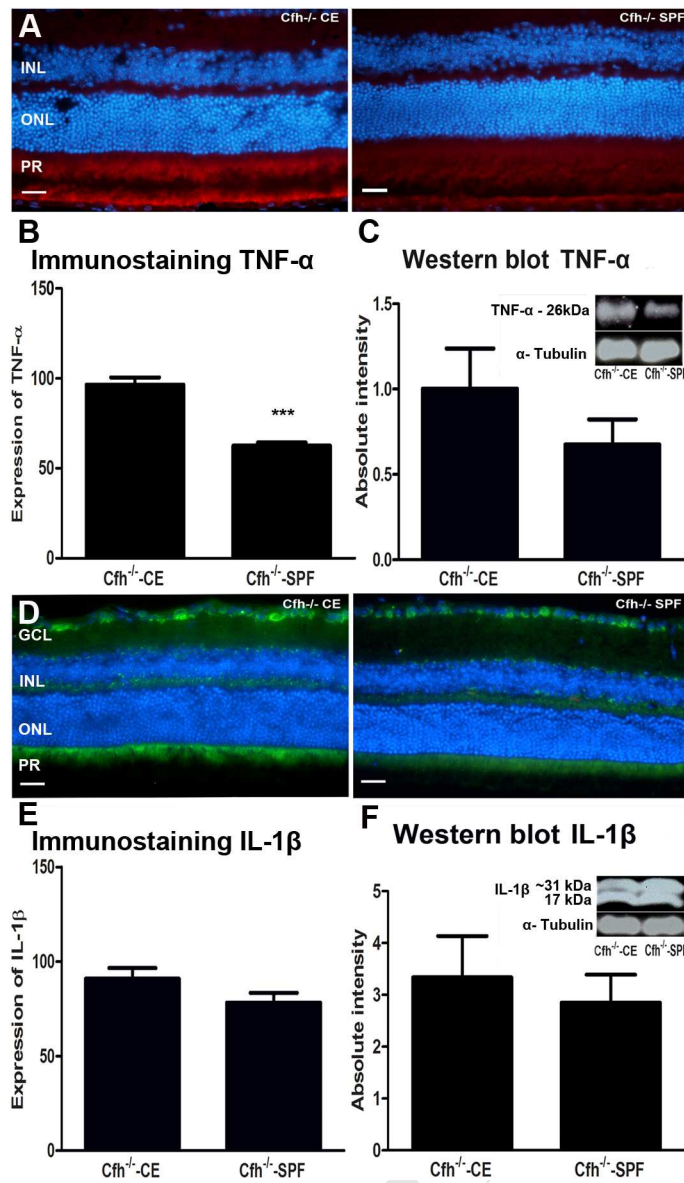 A
Cfh-/- CE
Cfh-/- SPF
INL
ONL
PR
B
Immunostaining TNF-α
Expression of TNF-α
150
100
50
0
***
Cfh-/--CE
Cfh-/--SPF
C
Western blot TNF-α
Absolute intensity
1.5
1.0
0.5
0.0
TNF-α - 26kDa
α- Tubulin
Cfh-/--CE Cfh-/--SPF
Cfh-/--CE
Cfh-/--SPF
D
Cfh-/- CE
Cfh-/- SPF
GCL
INL
ONL
PR
E
Immunostaining IL-1β
Expression of IL-1β
150
100
50
0
Cfh-/--CE
Cfh-/--SPF
F
Western blot IL-1β
Absolute intensity
5
4
3
2
1
0
IL-1β ~31 kDa
17 kDa
α- Tubulin
Cfh-/--CE Cfh-/--SPF
Cfh-/--CE
Cfh-/--SPF